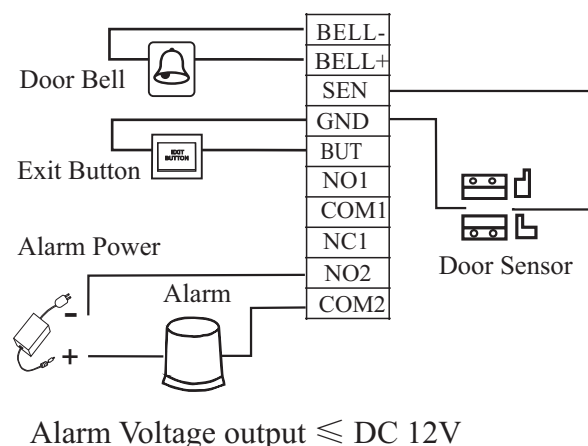 BELL-
BELL+
SEN
GND
BUT
NO1
COM1
NC1
NO2
COM2
Door Bell
EXIT
BUTTON
Exit Button
Alarm Power
-
Alarm
+
Door Sensor
Alarm Voltage output ≤ DC 12V